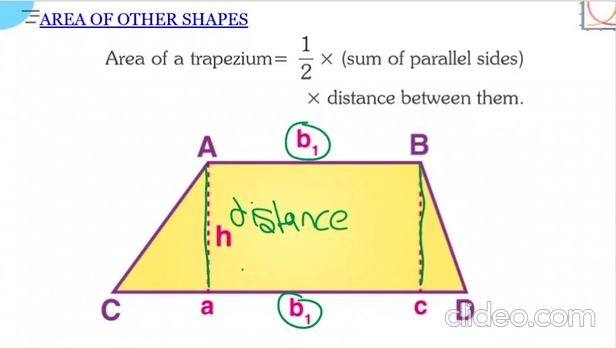 AREA OF OTHER SHAPES
Area of a trapezium= 1/2 × (sum of parallel sides)
× distance between them.
b₁
A B
distance
h
C a b₁ c D
clideo.com